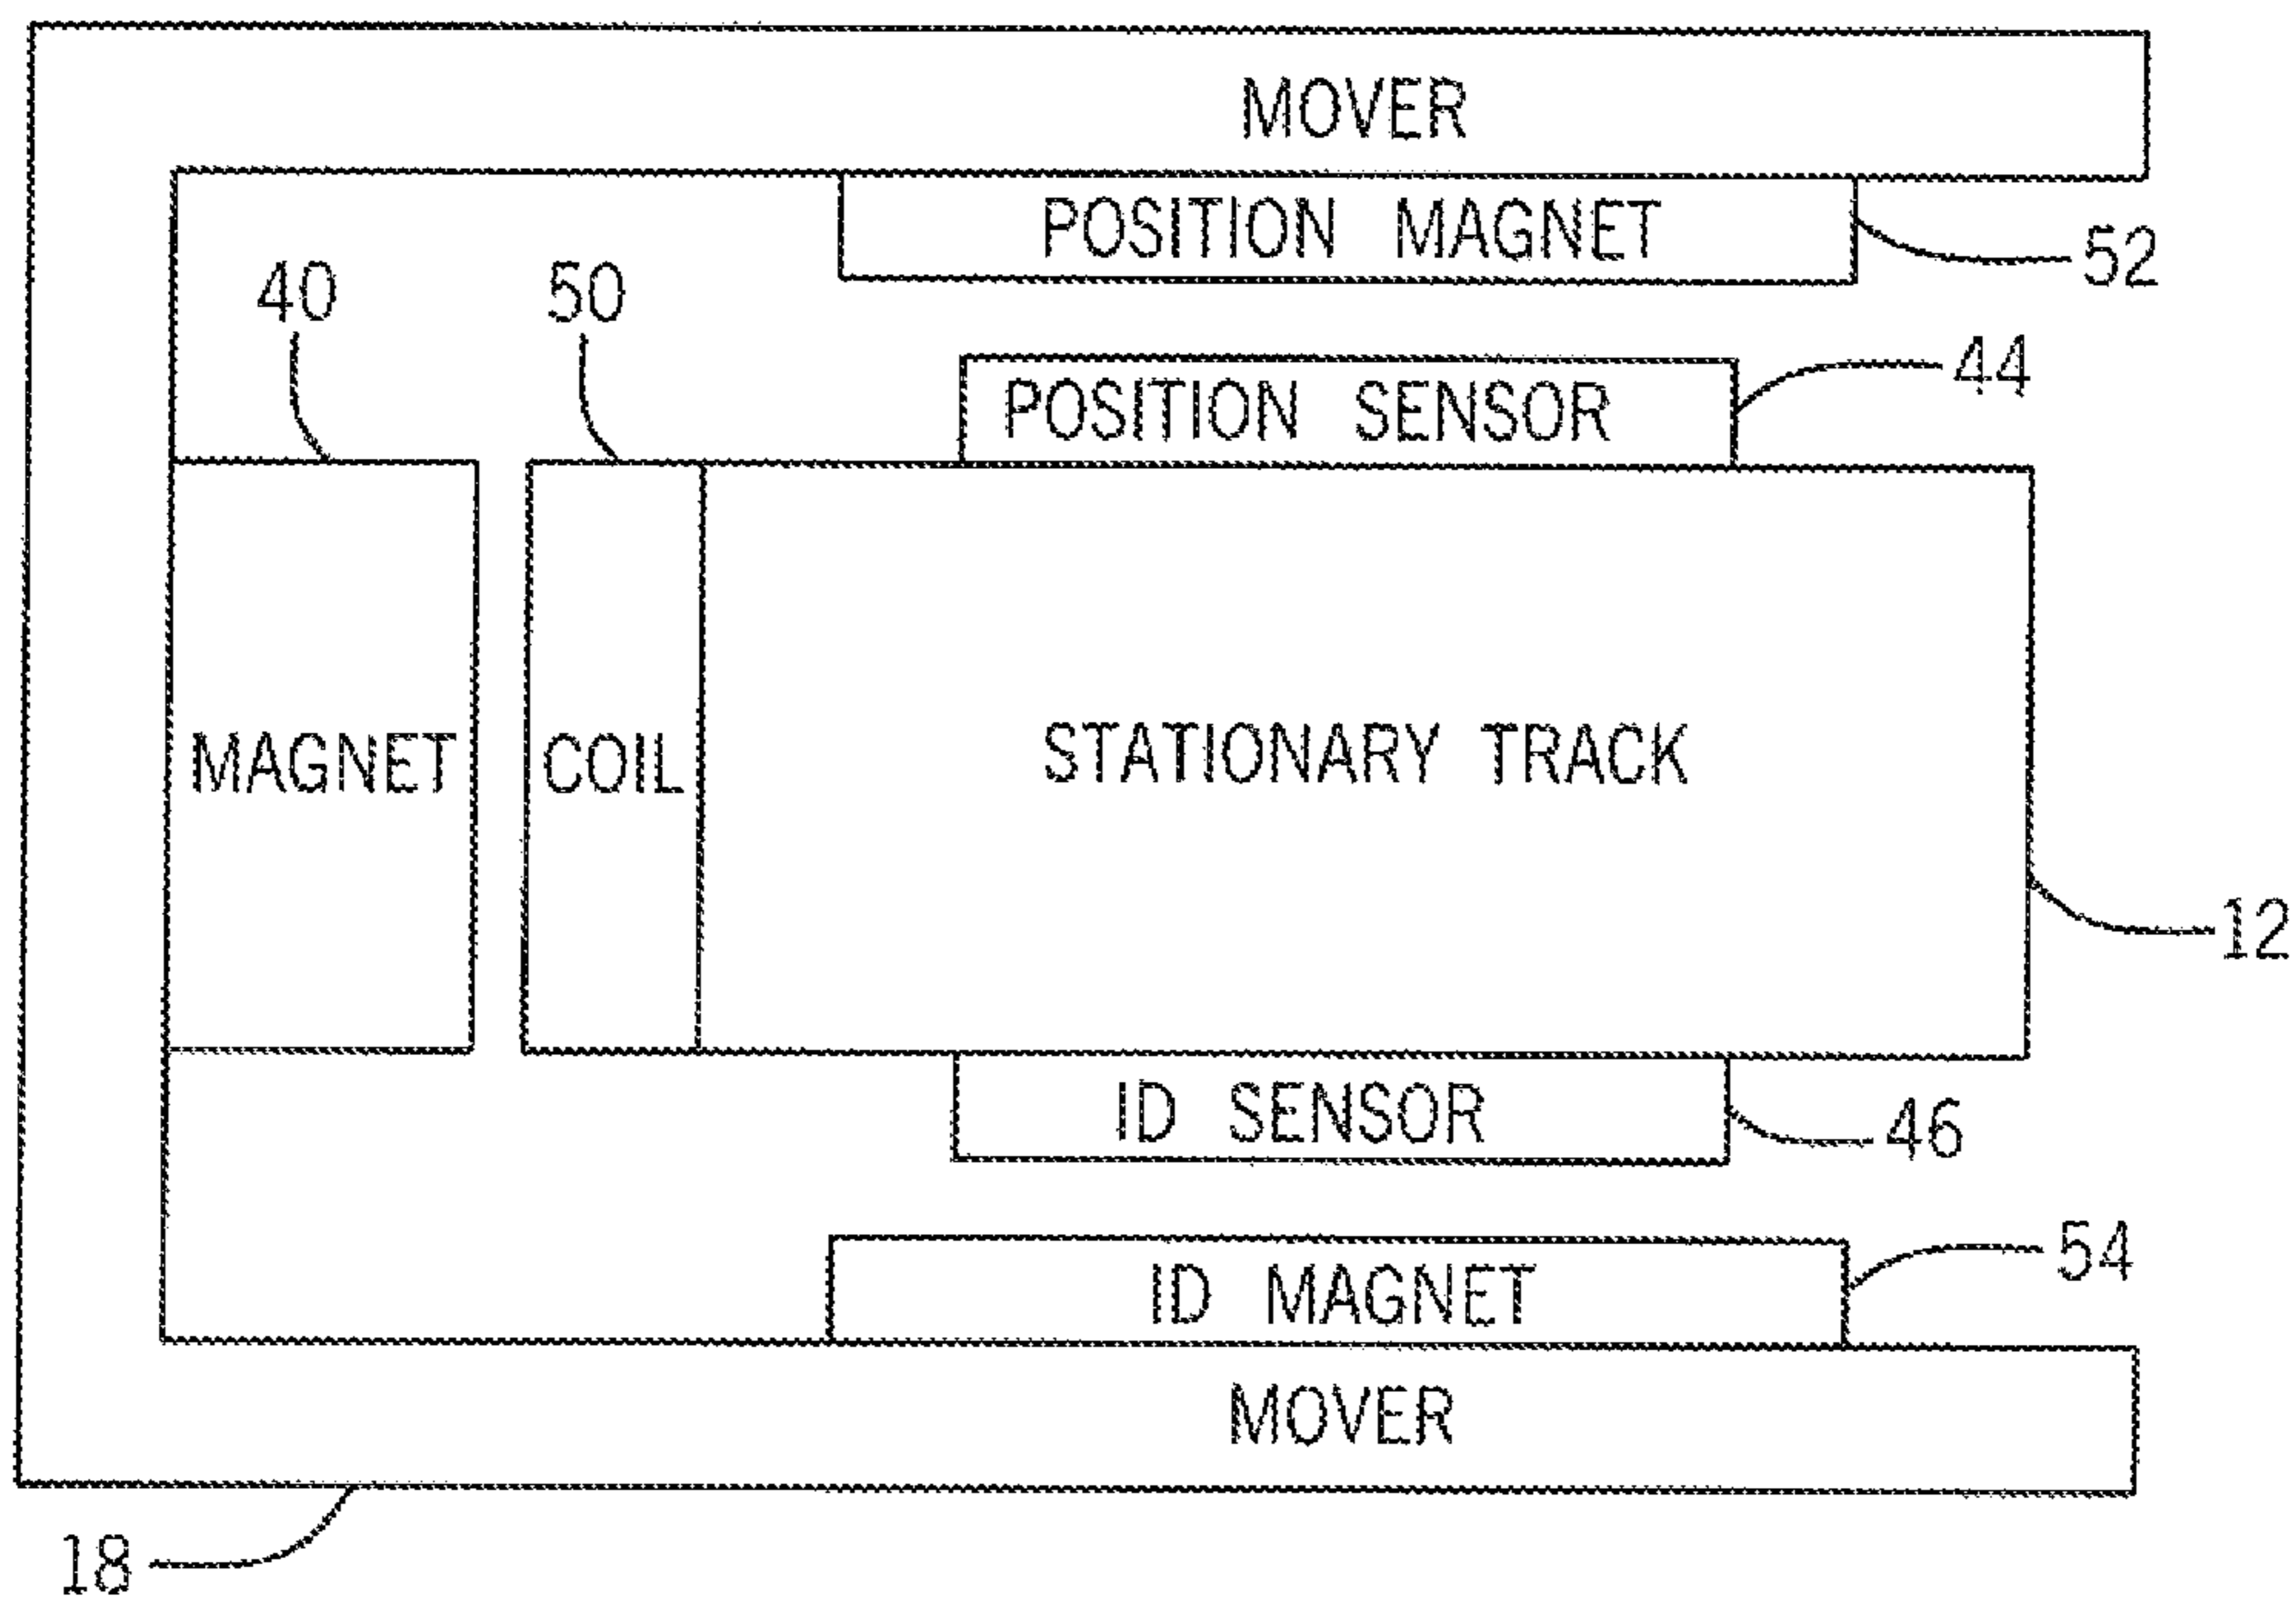 MOVER
POSITION MAGNET
52
40
50
44
POSITION SENSOR
MAGNET
COIL
STATIONARY TRACK
12
ID SENSOR
46
54
ID MAGNET
MOVER
18